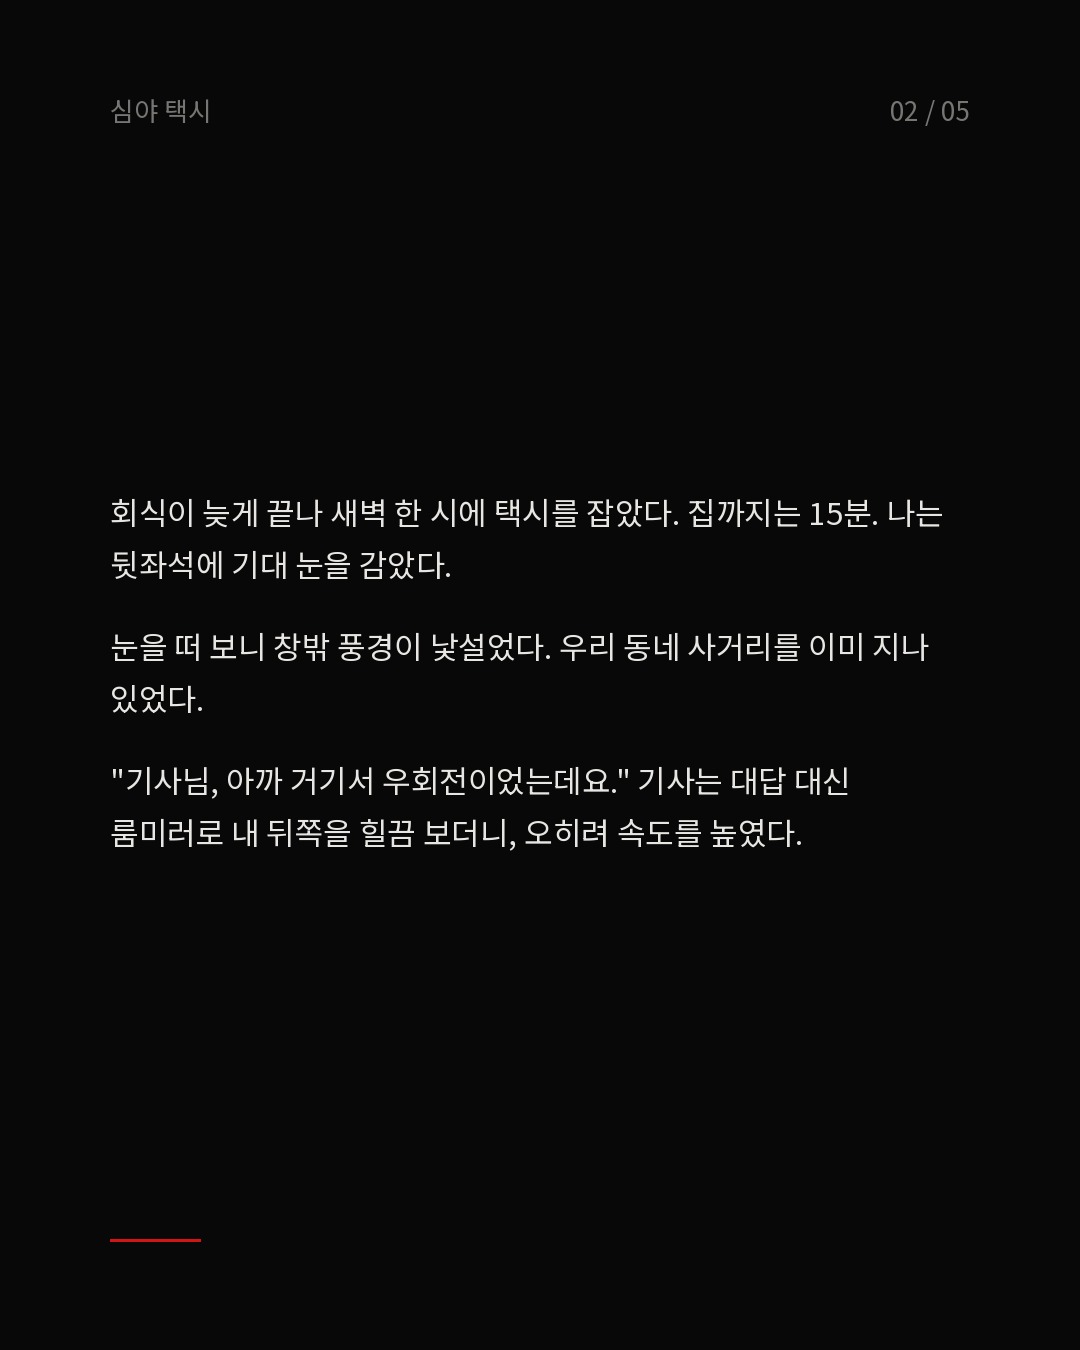 심야 택시
02 / 05
회식이 늦게 끝나 새벽 한 시에 택시를 잡았다. 집까지는 15분. 나는
뒷좌석에 기대 눈을 감았다.
눈을 떠 보니 창밖 풍경이 낯설었다. 우리 동네 사거리를 이미 지나
있었다.
"기사님, 아까 거기서 우회전이었는데요." 기사는 대답 대신
룸미러로 내 뒤쪽을 힐끔 보더니, 오히려 속도를 높였다.